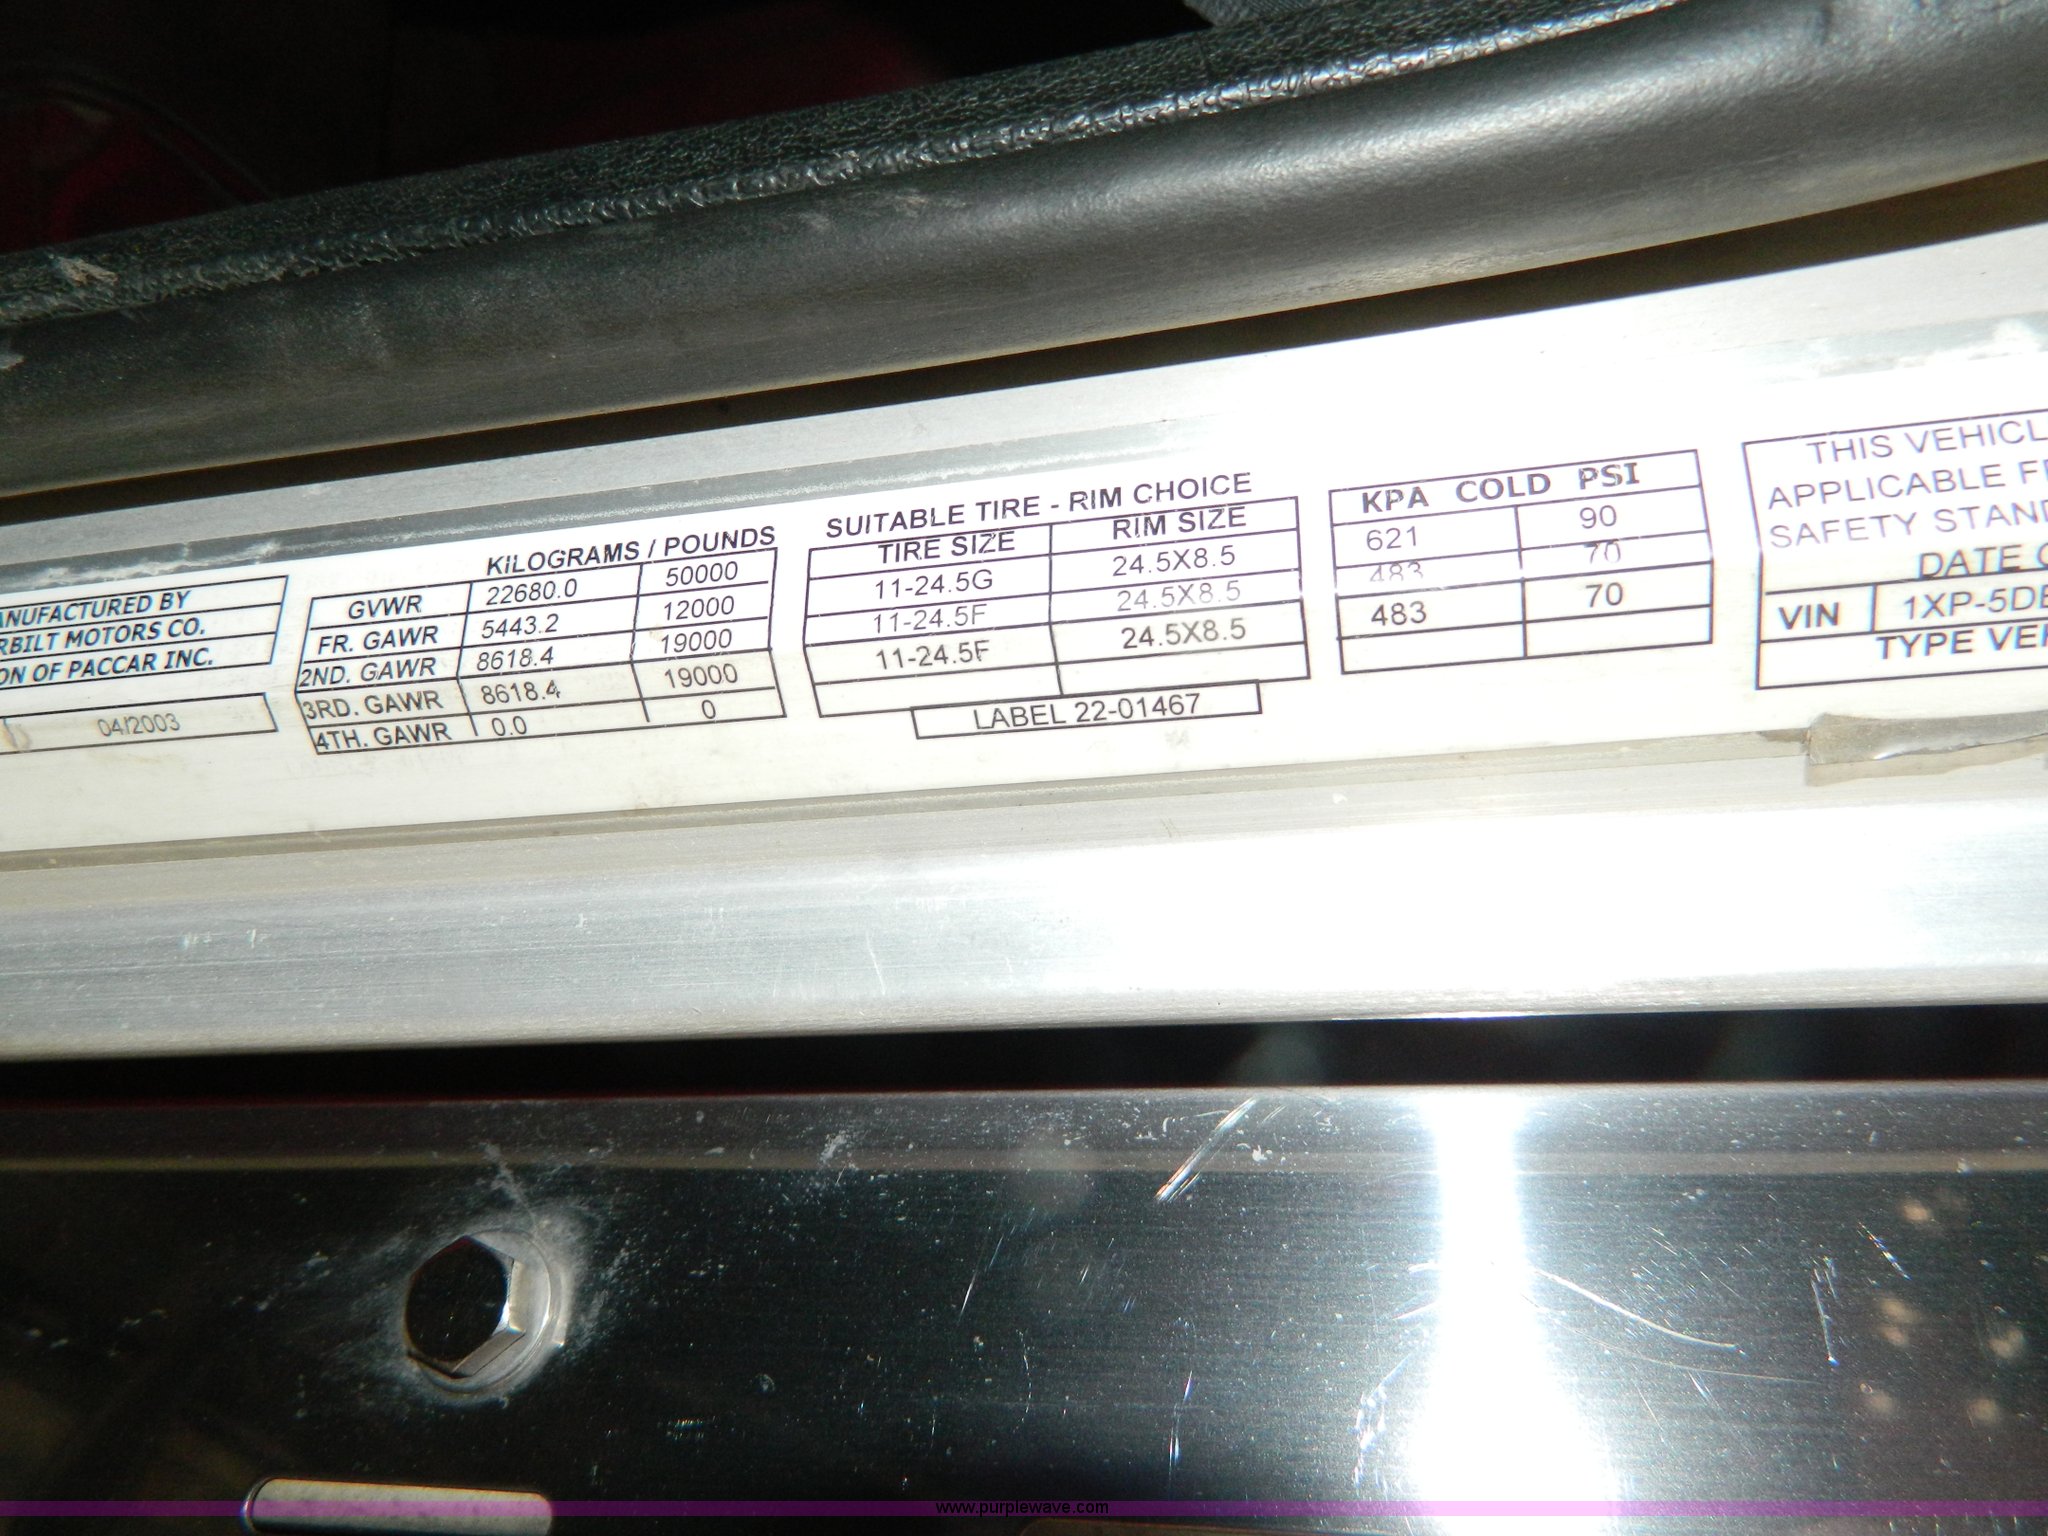 ANUFACTURED BY
RBILT MOTORS CO.
ON OF PACCAR INC.
04/2003
KILOGRAMS / POUNDS
GVWR 22680.0 50000
FR. GAWR 5443.2 12000
2ND. GAWR 8618.4 19000
3RD. GAWR 8618.4 19000
4TH. GAWR 0.0 0
SUITABLE TIRE - RIM CHOICE
TIRE SIZE RIM SIZE
11-24.5G 24.5X8.5
11-24.5F 24.5X8.5
11-24.5F 24.5X8.5
LABEL 22-01467
KPA COLD PSI
621 90
483 70
483 70
THIS VEHICL
APPLICABLE F
SAFETY STAND
DATE O
VIN 1XP-5DB
TYPE VEH
www.purplewave.com